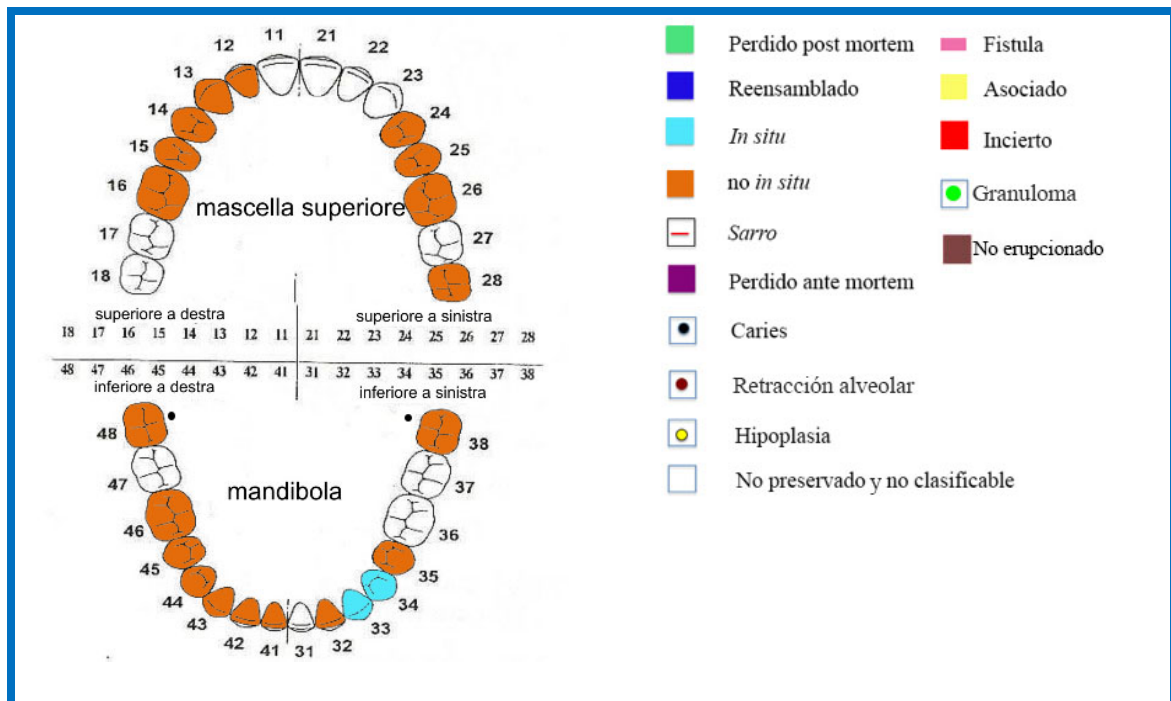 11 21
12 22
13 23
14 24
15 25
16 26
mascella superiore
17 27
18 28
superiore a destra superiore a sinistra
18 17 16 15 14 13 12 11 21 22 23 24 25 26 27 28
48 47 46 45 44 43 42 41 31 32 33 34 35 36 37 38
inferiore a destra inferiore a sinistra
48 38
47 37
mandibola
46 36
45 35
44 34
43 33
42 41 31 32
Perdido post mortem
Reensamblado
In situ
no in situ
Sarro
Perdido ante mortem
Caries
Retracción alveolar
Hipoplasia
No preservado y no clasificable
Fistula
Asociado
Incierto
Granuloma
No erupcionado